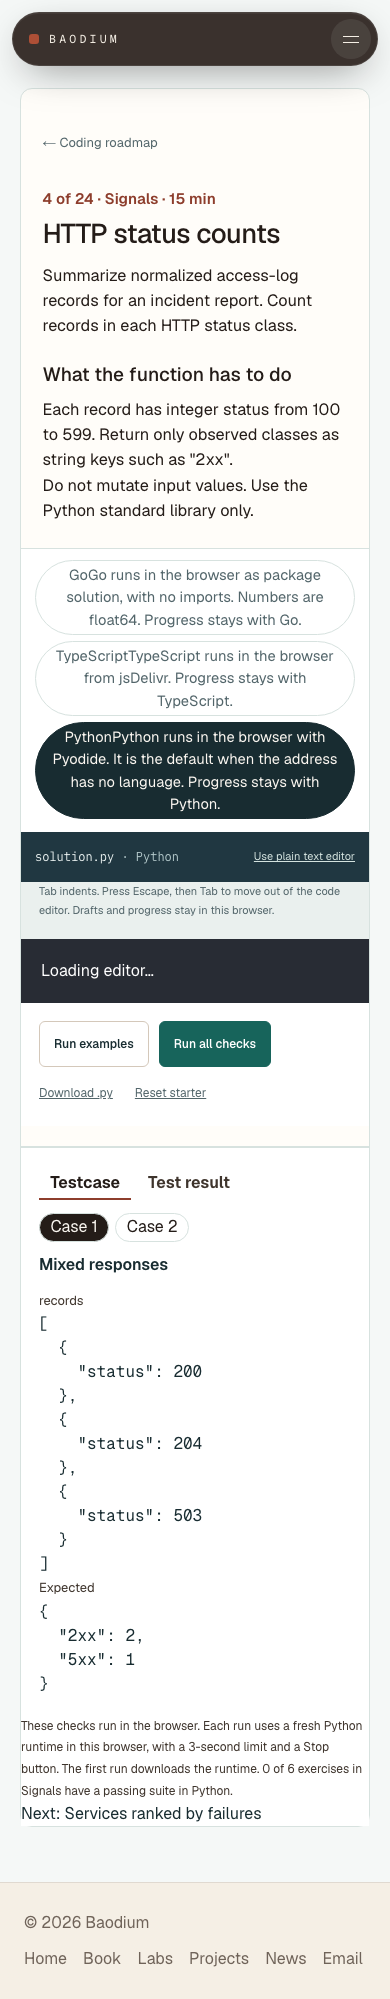 BAODIUM
← Coding roadmap
4 of 24 · Signals · 15 min
HTTP status counts
Summarize normalized access-log
records for an incident report. Count
records in each HTTP status class.
What the function has to do
Each record has integer status from 100
to 599. Return only observed classes as
string keys such as "2xx".
Do not mutate input values. Use the
Python standard library only.
GoGo runs in the browser as package
solution, with no imports. Numbers are
float64. Progress stays with Go.
TypeScriptTypeScript runs in the browser
from jsDelivr. Progress stays with
TypeScript.
PythonPython runs in the browser with
Pyodide. It is the default when the address
has no language. Progress stays with
Python.
solution.py · Python
Use plain text editor
Tab indents. Press Escape, then Tab to move out of the code
editor. Drafts and progress stay in this browser.
Loading editor...
Run examples
Run all checks
Download .py
Reset starter
Testcase
Test result
Case 1
Case 2
Mixed responses
records
[
  {
    "status": 200
  },
  {
    "status": 204
  },
  {
    "status": 503
  }
]
Expected
{
  "2xx": 2,
  "5xx": 1
}
These checks run in the browser. Each run uses a fresh Python
runtime in this browser, with a 3-second limit and a Stop
button. The first run downloads the runtime. 0 of 6 exercises in
Signals have a passing suite in Python.
Next: Services ranked by failures
© 2026 Baodium
Home Book Labs Projects News Email